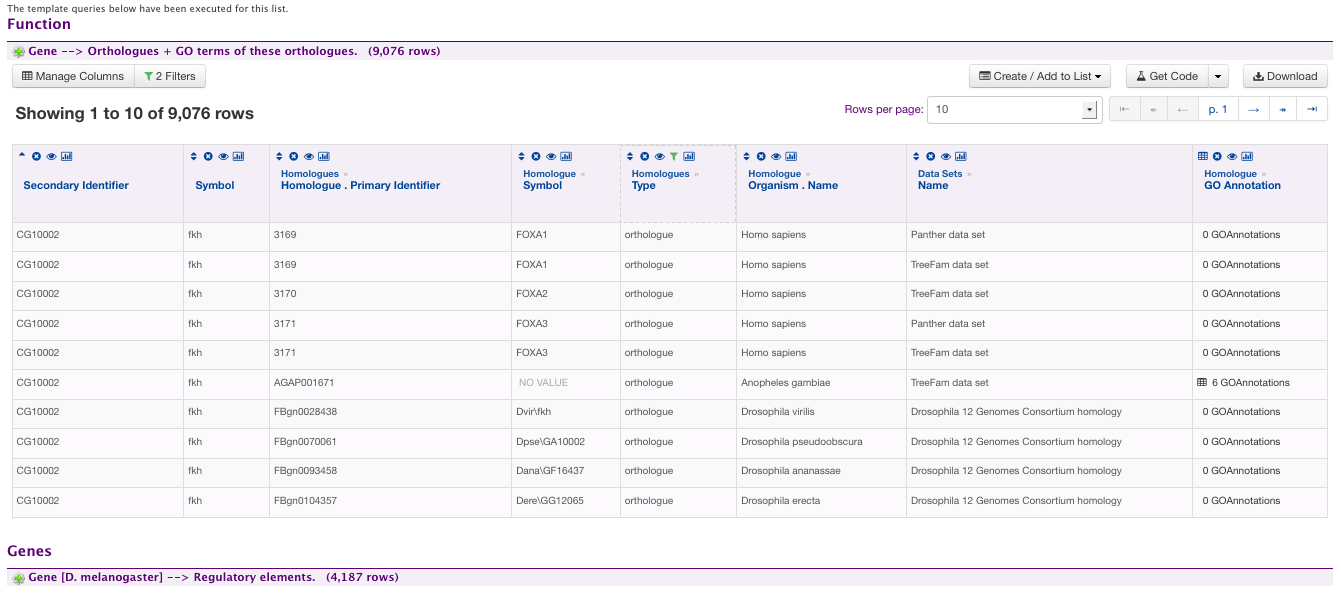 The template queries below have been executed for this list.
Function
Gene --> Orthologues + GO terms of these orthologues. (9,076 rows)
Manage Columns 2 Filters Create / Add to List Get Code Download
Showing 1 to 10 of 9,076 rows Rows per page: 10 p. 1
Homologues » Homologue » Homologues » Homologue » Data Sets » Homologue »
Secondary Identifier Symbol Homologue . Primary Identifier Symbol Type Organism . Name Name GO Annotation
CG10002 fkh 3169 FOXA1 orthologue Homo sapiens Panther data set 0 GOAnnotations
CG10002 fkh 3169 FOXA1 orthologue Homo sapiens TreeFam data set 0 GOAnnotations
CG10002 fkh 3170 FOXA2 orthologue Homo sapiens TreeFam data set 0 GOAnnotations
CG10002 fkh 3171 FOXA3 orthologue Homo sapiens Panther data set 0 GOAnnotations
CG10002 fkh 3171 FOXA3 orthologue Homo sapiens TreeFam data set 0 GOAnnotations
CG10002 fkh AGAP001671 NO VALUE orthologue Anopheles gambiae TreeFam data set 6 GOAnnotations
CG10002 fkh FBgn0028438 Dvir\fkh orthologue Drosophila virilis Drosophila 12 Genomes Consortium homology 0 GOAnnotations
CG10002 fkh FBgn0070061 Dpse\GA10002 orthologue Drosophila pseudoobscura Drosophila 12 Genomes Consortium homology 0 GOAnnotations
CG10002 fkh FBgn0093458 Dana\GF16437 orthologue Drosophila ananassae Drosophila 12 Genomes Consortium homology 0 GOAnnotations
CG10002 fkh FBgn0104357 Dere\GG12065 orthologue Drosophila erecta Drosophila 12 Genomes Consortium homology 0 GOAnnotations
Genes
Gene [D. melanogaster] --> Regulatory elements. (4,187 rows)